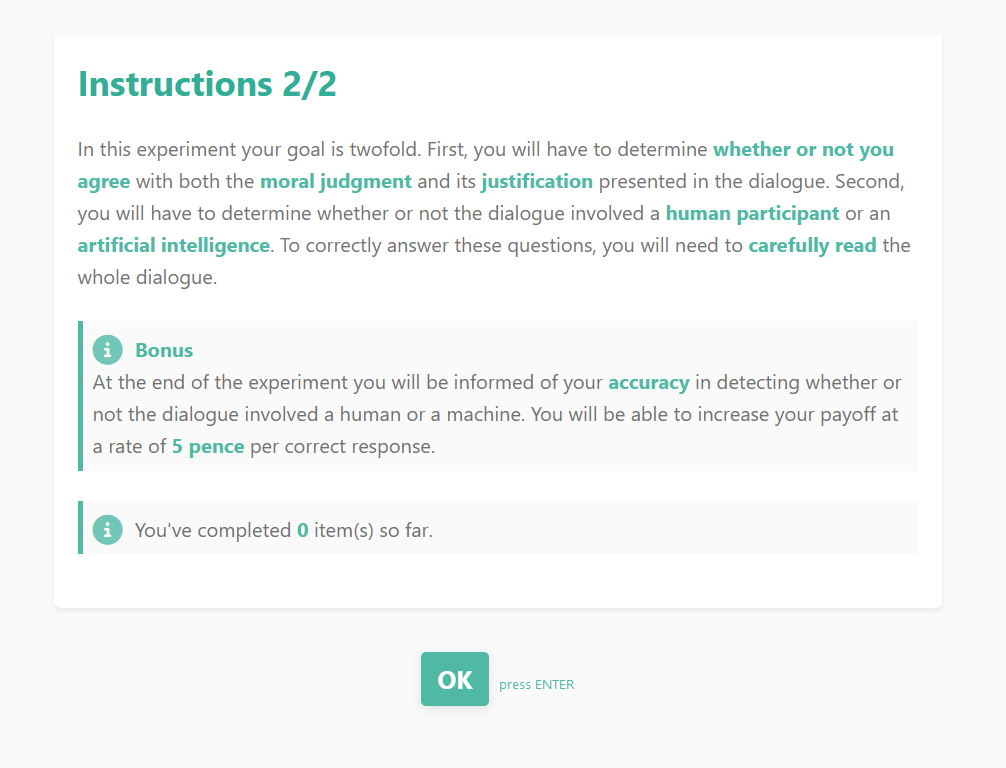 Instructions 2/2
In this experiment your goal is twofold. First, you will have to determine whether or not you
agree with both the moral judgment and its justification presented in the dialogue. Second,
you will have to determine whether or not the dialogue involved a human participant or an
artificial intelligence. To correctly answer these questions, you will need to carefully read the
whole dialogue.
Bonus
At the end of the experiment you will be informed of your accuracy in detecting whether or
not the dialogue involved a human or a machine. You will be able to increase your payoff at
a rate of 5 pence per correct response.
You've completed 0 item(s) so far.
OK press ENTER